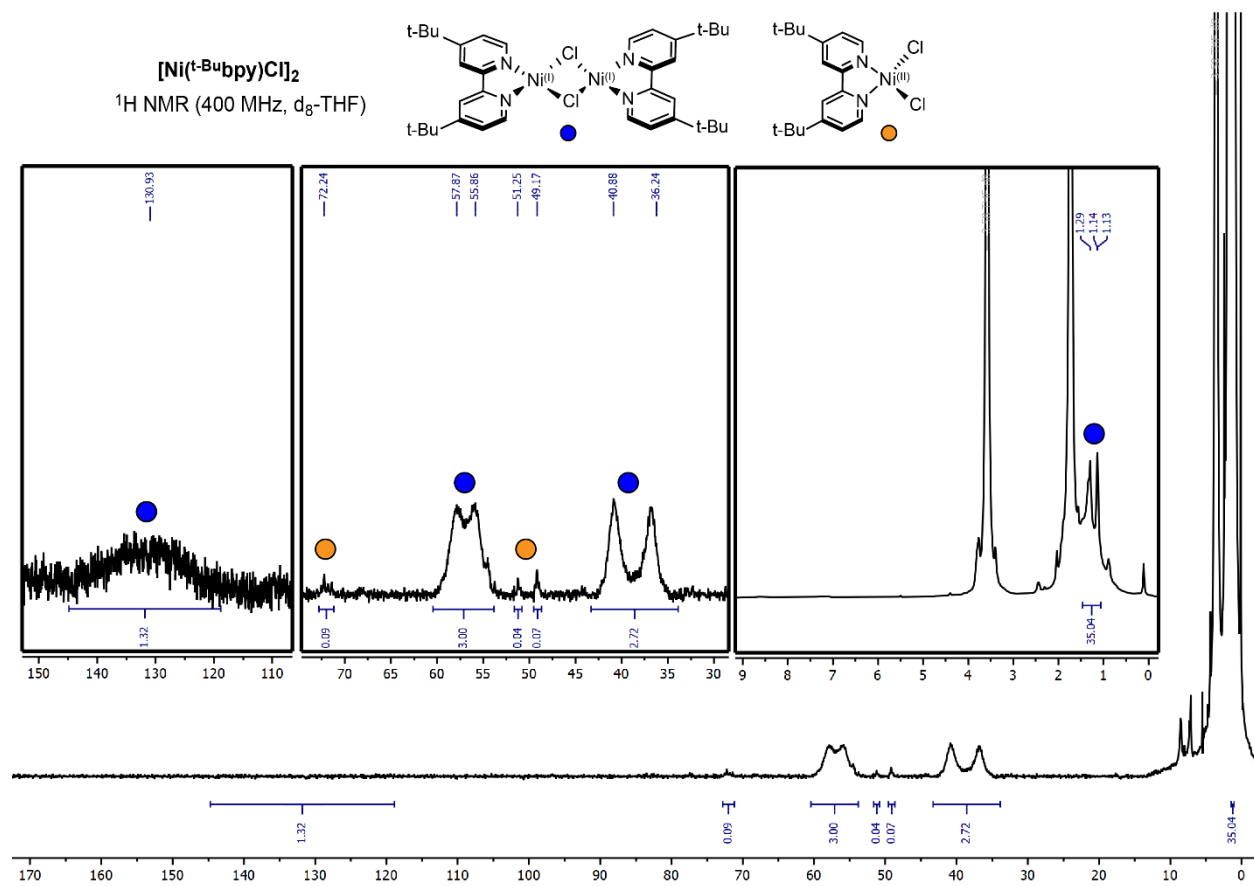 [Ni(t-Bubpy)Cl]2
1H NMR (400 MHz, d8-THF)
t-Bu
t-Bu
Cl
N
N
Ni(I)
Ni(I)
N
N
Cl
t-Bu
t-Bu
t-Bu
Cl
N
Ni(II)
N
Cl
t-Bu
130.93
72.24
57.87
55.86
51.25
49.17
40.88
36.24
1.29
1.14
1.13
1.32
0.09
3.00
0.04
0.07
2.72
35.04
150 140 130 120 110
70 65 60 55 50 45 40 35 30
9 8 7 6 5 4 3 2 1 0
1.32
0.09
3.00
0.04
0.07
2.72
35.04
170 160 150 140 130 120 110 100 90 80 70 60 50 40 30 20 10 0